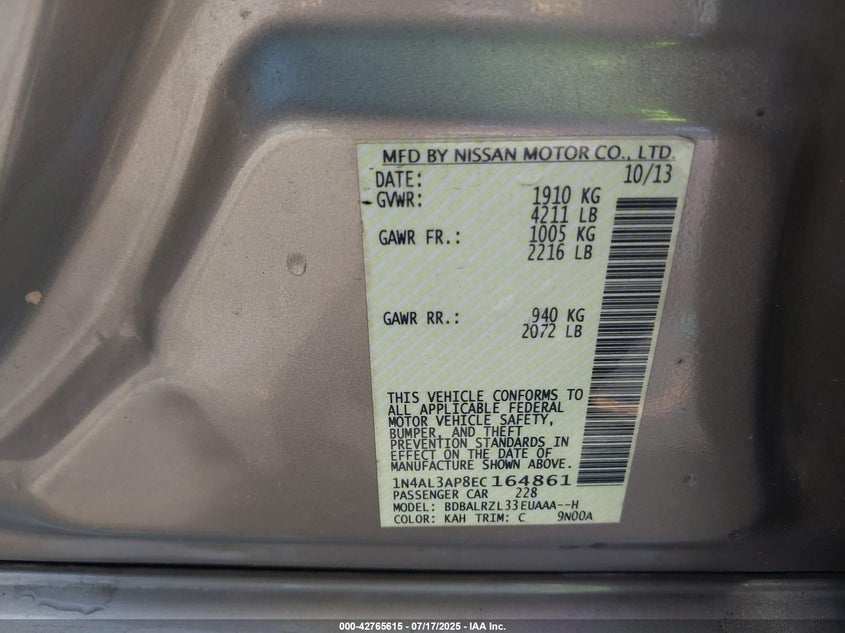 MFD BY NISSAN MOTOR CO., LTD.
DATE: 10/13
GVWR: 1910 KG
4211 LB
GAWR FR.: 1005 KG
2216 LB
GAWR RR.: 940 KG
2072 LB
THIS VEHICLE CONFORMS TO
ALL APPLICABLE FEDERAL
MOTOR VEHICLE SAFETY,
BUMPER, AND THEFT
PREVENTION STANDARDS IN
EFFECT ON THE DATE OF
MANUFACTURE SHOWN ABOVE.
1N4AL3AP8EC164861
PASSENGER CAR 228
MODEL: BDBALRZL33EUAAA--H
COLOR: KAH TRIM: C 9N00A
000-42765615 - 07/17/2025 - IAA Inc.